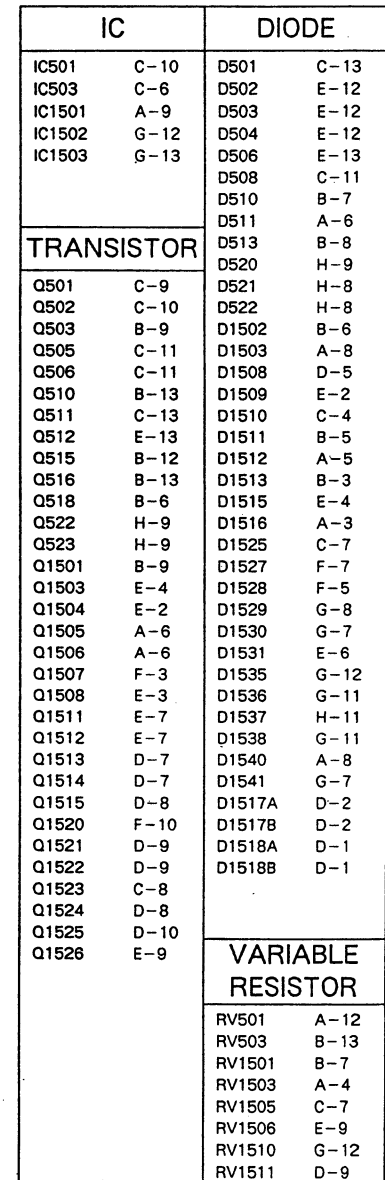 IC
IC501 C-10
IC503 C-6
IC1501 A-9
IC1502 G-12
IC1503 G-13
TRANSISTOR
Q501 C-9
Q502 C-10
Q503 B-9
Q505 C-11
Q506 C-11
Q510 B-13
Q511 C-13
Q512 E-13
Q515 B-12
Q516 B-13
Q518 B-6
Q522 H-9
Q523 H-9
Q1501 B-9
Q1503 E-4
Q1504 E-2
Q1505 A-6
Q1506 A-6
Q1507 F-3
Q1508 E-3
Q1511 E-7
Q1512 E-7
Q1513 D-7
Q1514 D-7
Q1515 D-8
Q1520 F-10
Q1521 D-9
Q1522 D-9
Q1523 C-8
Q1524 D-8
Q1525 D-10
Q1526 E-9
DIODE
D501 C-13
D502 E-12
D503 E-12
D504 E-12
D506 E-13
D508 C-11
D510 B-7
D511 A-6
D513 B-8
D520 H-9
D521 H-8
D522 H-8
D1502 B-6
D1503 A-8
D1508 D-5
D1509 E-2
D1510 C-4
D1511 B-5
D1512 A-5
D1513 B-3
D1515 E-4
D1516 A-3
D1525 C-7
D1527 F-7
D1528 F-5
D1529 G-8
D1530 G-7
D1531 E-6
D1535 G-12
D1536 G-11
D1537 H-11
D1538 G-11
D1540 A-8
D1541 G-7
D1517A D-2
D1517B D-2
D1518A D-1
D1518B D-1
VARIABLE
RESISTOR
RV501 A-12
RV503 B-13
RV1501 B-7
RV1503 A-4
RV1505 C-7
RV1506 E-9
RV1510 G-12
RV1511 D-9